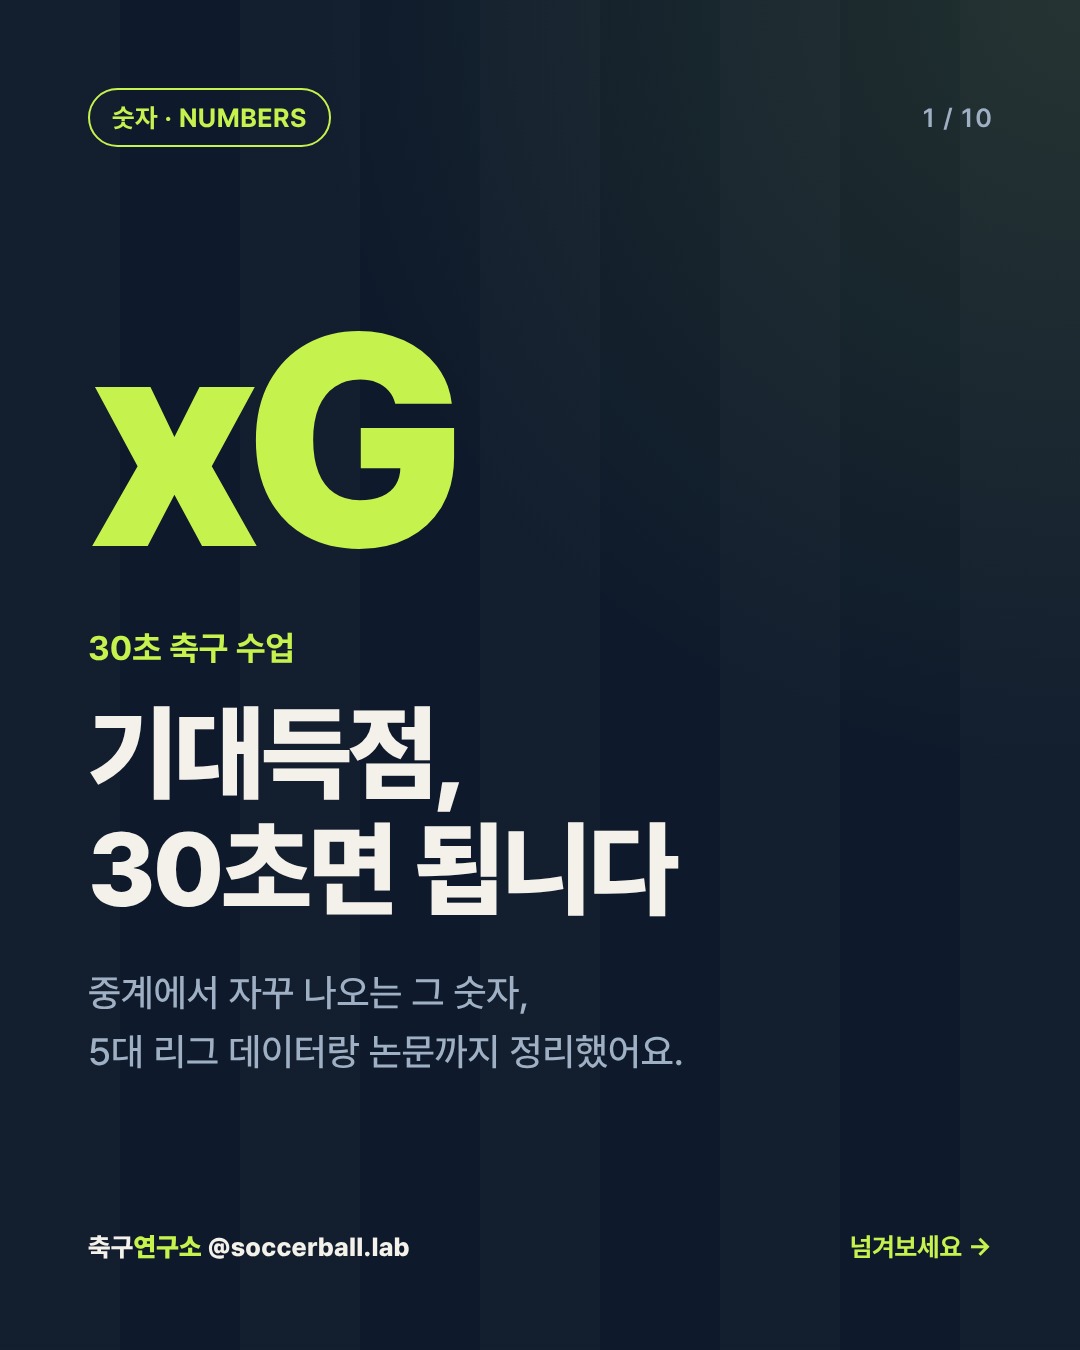 숫자 · NUMBERS
1 / 10
xG
30초 축구 수업
기대득점,
30초면 됩니다
중계에서 자꾸 나오는 그 숫자,
5대 리그 데이터랑 논문까지 정리했어요.
축구연구소 @soccerball.lab
넘겨보세요 →